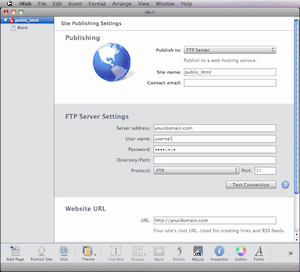 iWeb File Edit Insert Format Arrange View Window Help
iWeb
public_html
Site Publishing Settings
Publishing
Publish to: FTP Server
Publish to a web hosting service.
Site name: public_html
Contact email:
FTP Server Settings
Server address: yourdomain.com
User name:
Password:
Directory/Path:
Protocol: FTP Port: 21
Test Connection ?
Website URL
URL: http://yourdomain.com
Your site's root URL. Used for creating links and RSS feeds.
Add Page Publish Site Visit Theme Text Box Shapes Mask Rotate Adjust Inspector Colors Fonts